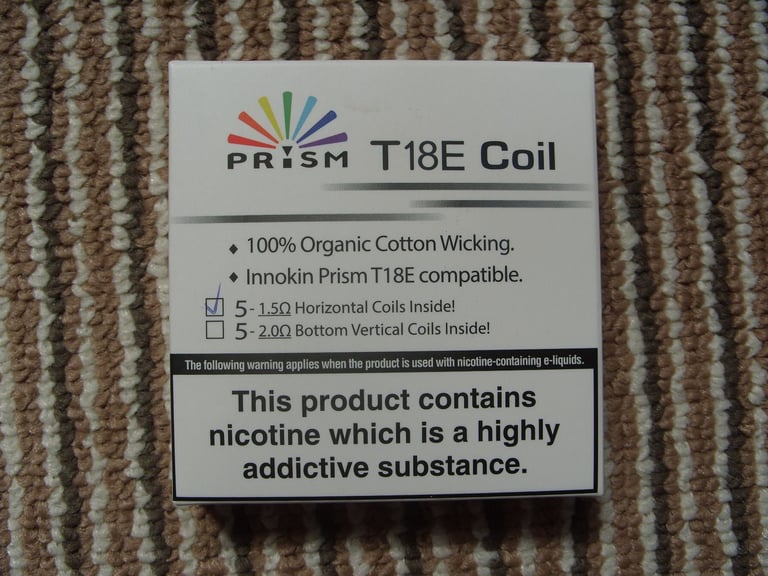 PRiSM T18E Coil
100% Organic Cotton Wicking.
Innokin Prism T18E compatible.
5- 1.5Ω Horizontal Coils Inside!
5- 2.0Ω Bottom Vertical Coils Inside!
The following warning applies when the product is used with nicotine-containing e-liquids.
This product contains
nicotine which is a highly
addictive substance.